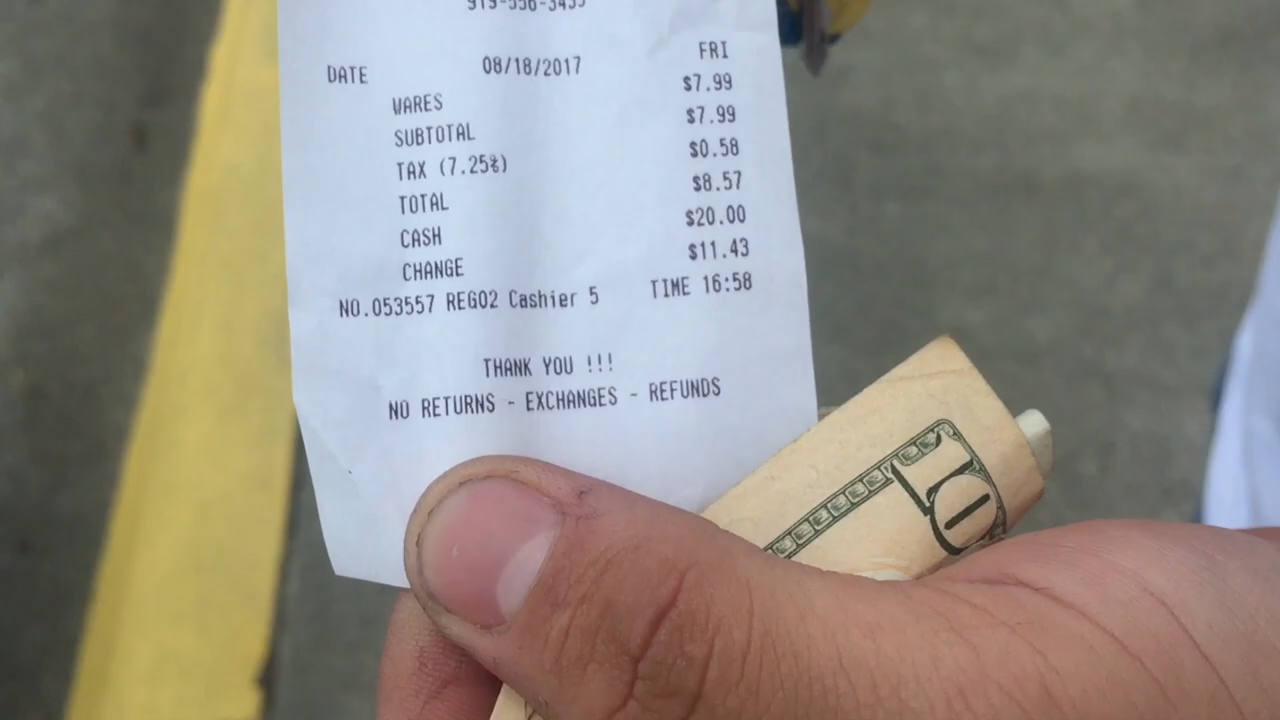 DATE 08/18/2017 FRI
WARES $7.99
SUBTOTAL $7.99
TAX (7.25%) $0.58
TOTAL $8.57
CASH $20.00
CHANGE $11.43
NO.053557 REG02 Cashier 5 TIME 16:58
THANK YOU !!!
NO RETURNS - EXCHANGES - REFUNDS
10